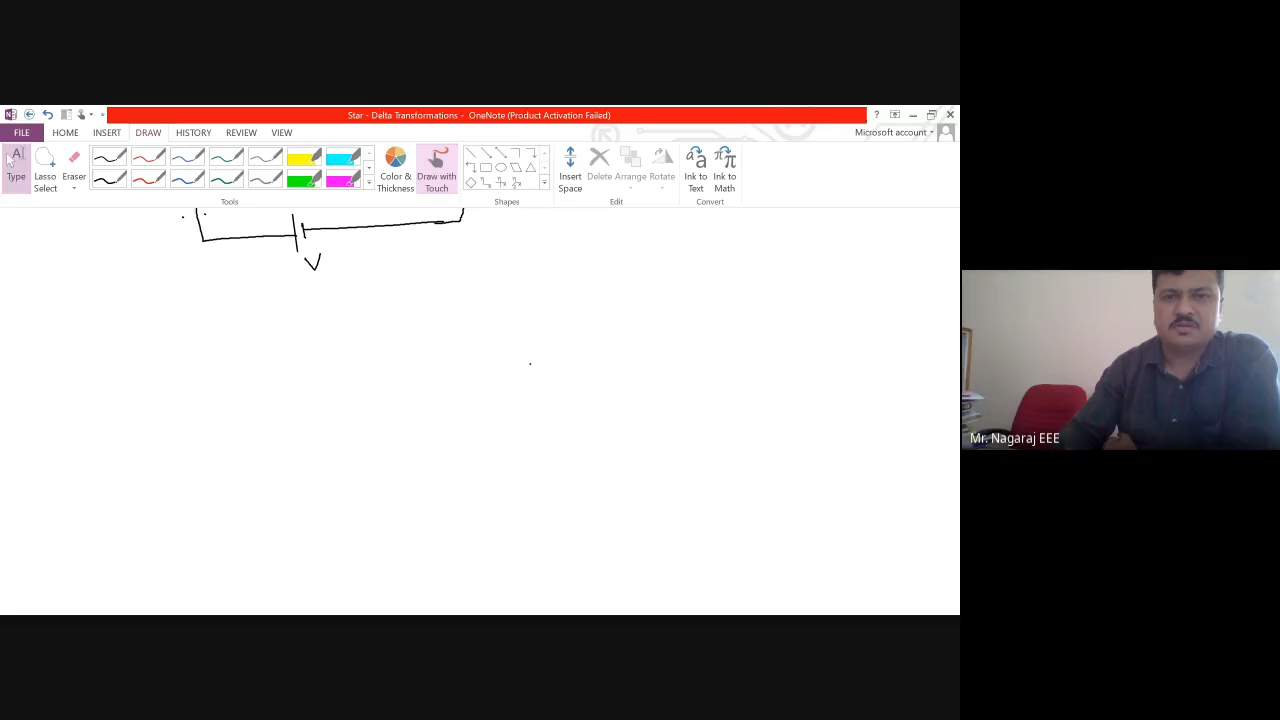 Star - Delta Transformations - OneNote (Product Activation Failed)
?
FILE HOME INSERT DRAW HISTORY REVIEW VIEW
Microsoft account
Type
Lasso Select
Eraser
Color & Thickness
Draw with Touch
Insert Space
Delete
Arrange
Rotate
Ink to Text
Ink to Math
Tools
Shapes
Edit
Convert
V
Mr. Nagaraj EEE